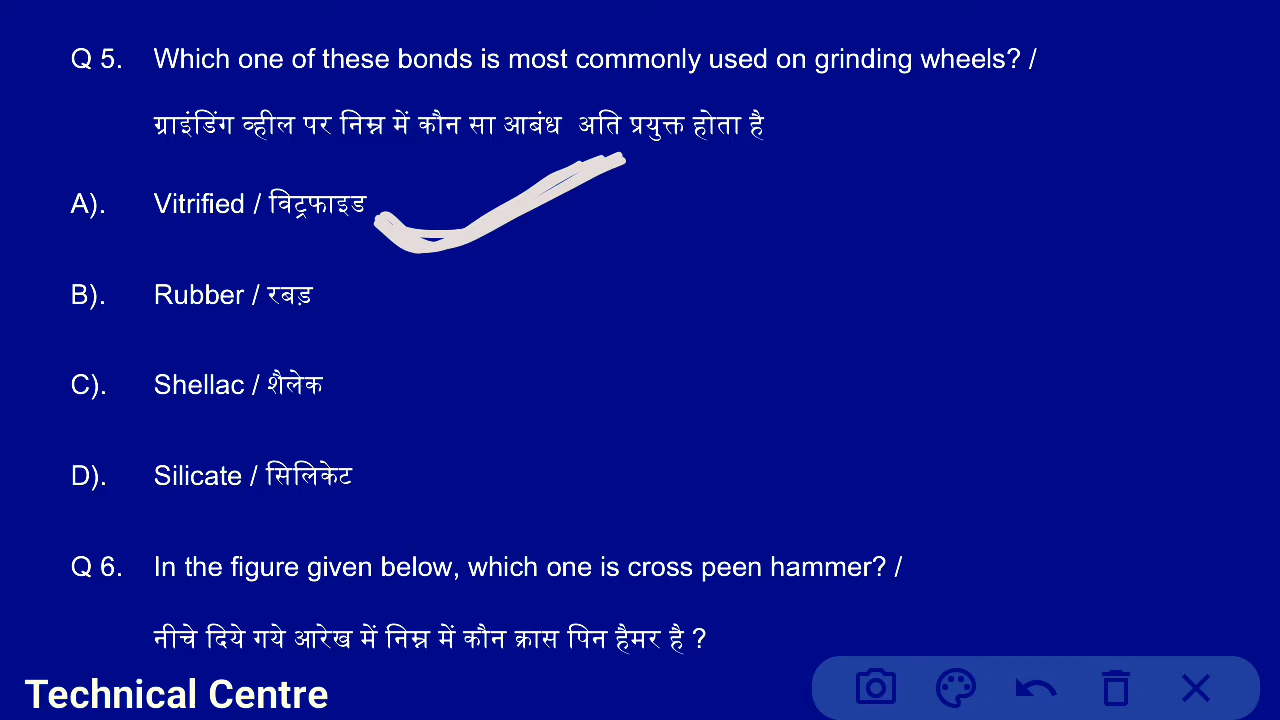 Q 5. Which one of these bonds is most commonly used on grinding wheels? /
ग्राइंडिंग व्हील पर निम्न में कौन सा आबंध अति प्रयुक्त होता है
A). Vitrified / विट्रफाइड
B). Rubber / रबड़
C). Shellac / शैलेक
D). Silicate / सिलिकेट
Q 6. In the figure given below, which one is cross peen hammer? /
नीचे दिये गये आरेख में निम्न में कौन क्रास पिन हैमर है ?
Technical Centre